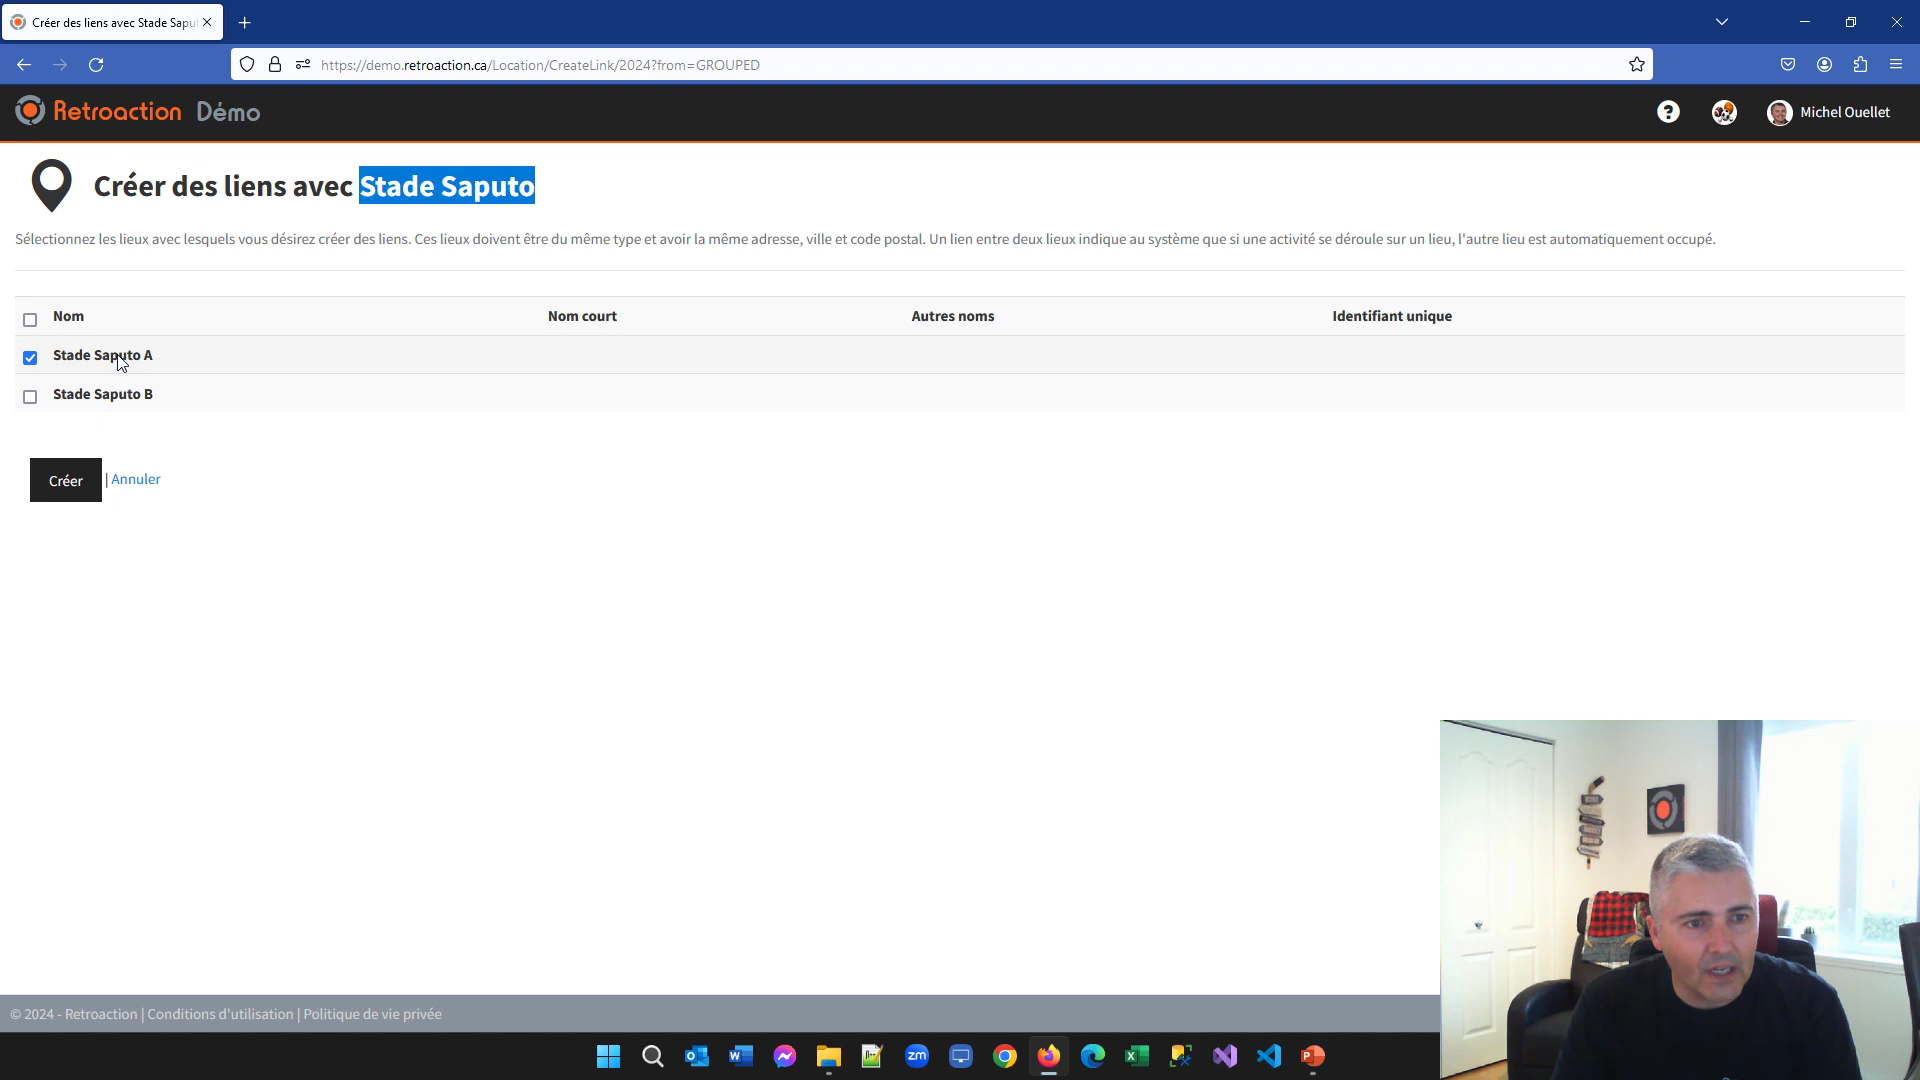 Créer des liens avec Stade Sapu
https://demo.retroaction.ca/Location/CreateLink/2024?from=GROUPED
Retroaction Démo
? Michel Ouellet
Créer des liens avec Stade Saputo
Sélectionnez les lieux avec lesquels vous désirez créer des liens. Ces lieux doivent être du même type et avoir la même adresse, ville et code postal. Un lien entre deux lieux indique au système que si une activité se déroule sur un lieu, l'autre lieu est automatiquement occupé.
Nom Nom court Autres noms Identifiant unique
Stade Saputo A
Stade Saputo B
Créer | Annuler
© 2024 - Retroaction | Conditions d'utilisation | Politique de vie privée
zm